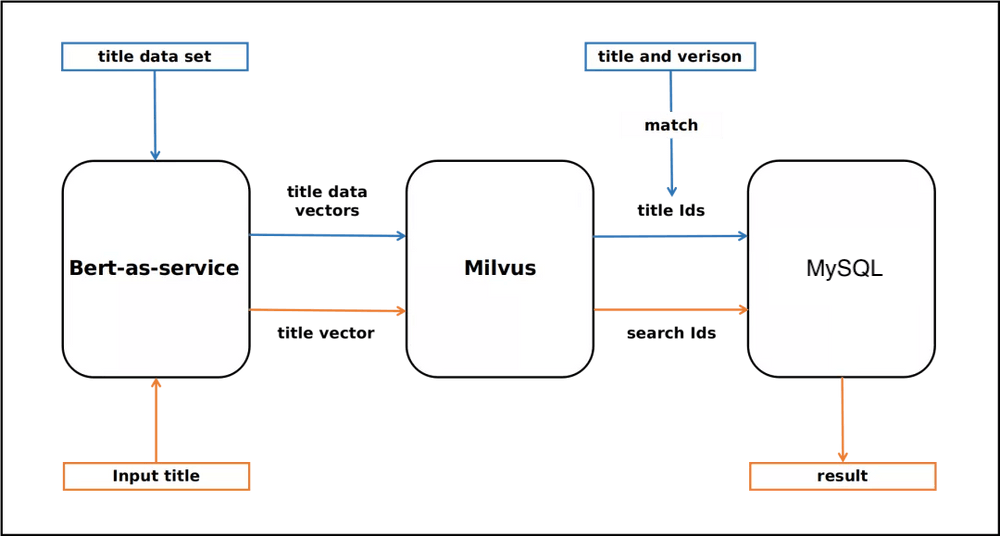 title data set
title and verison
match
title data
vectors
title Ids
Bert-as-service
Milvus
MySQL
title vector
search Ids
Input title
result